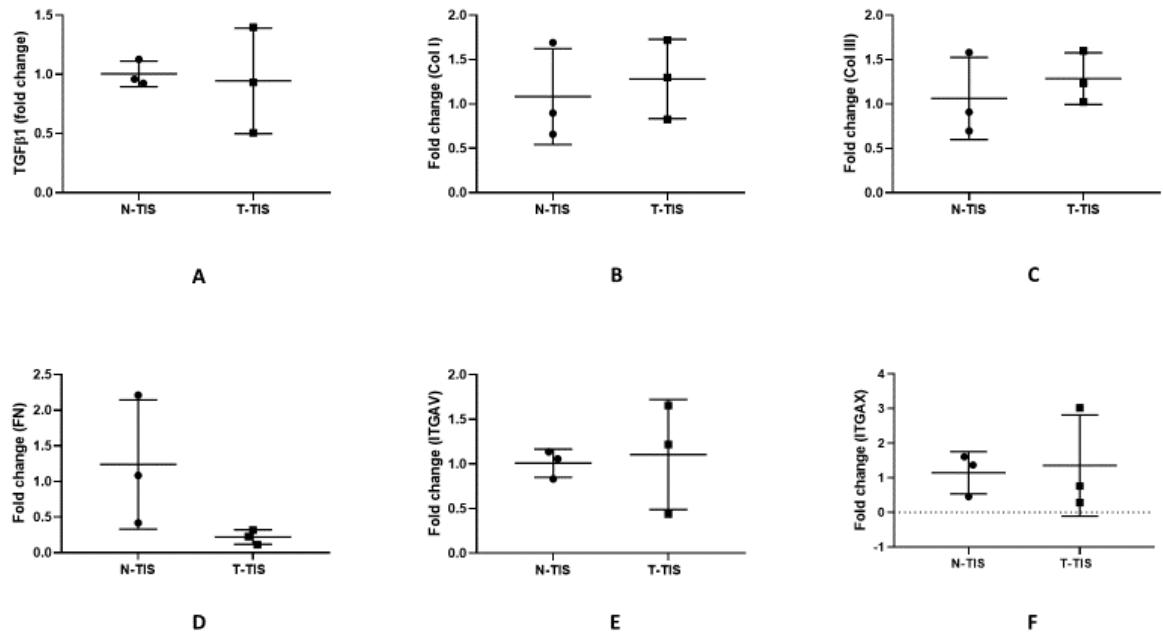 TGFβ1 (fold change)
1.5
1.0
0.5
0.0
N-TIS T-TIS
A
Fold change (Col I)
2.0
1.5
1.0
0.5
0.0
N-TIS T-TIS
B
Fold change (Col III)
2.0
1.5
1.0
0.5
0.0
N-TIS T-TIS
C
Fold change (FN)
2.5
2.0
1.5
1.0
0.5
0.0
N-TIS T-TIS
D
Fold change (ITGAV)
2.0
1.5
1.0
0.5
0.0
N-TIS T-TIS
E
Fold change (ITGAX)
4
3
2
1
0
-1
N-TIS T-TIS
F